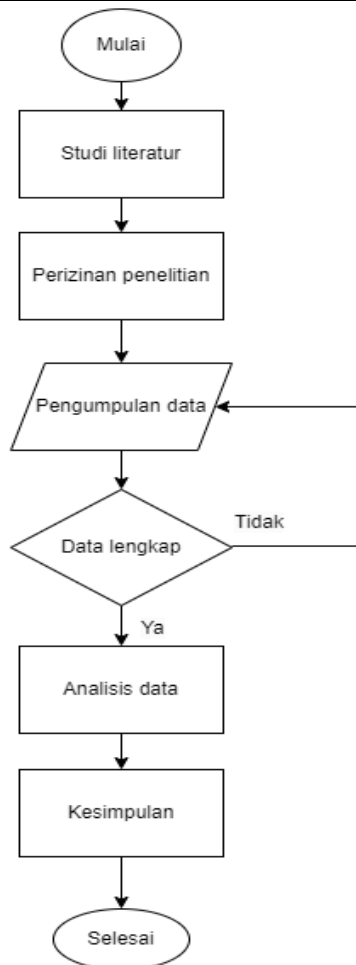 Mulai
Studi literatur
Perizinan penelitian
Pengumpulan data
Data lengkap
Tidak
Ya
Analisis data
Kesimpulan
Selesai